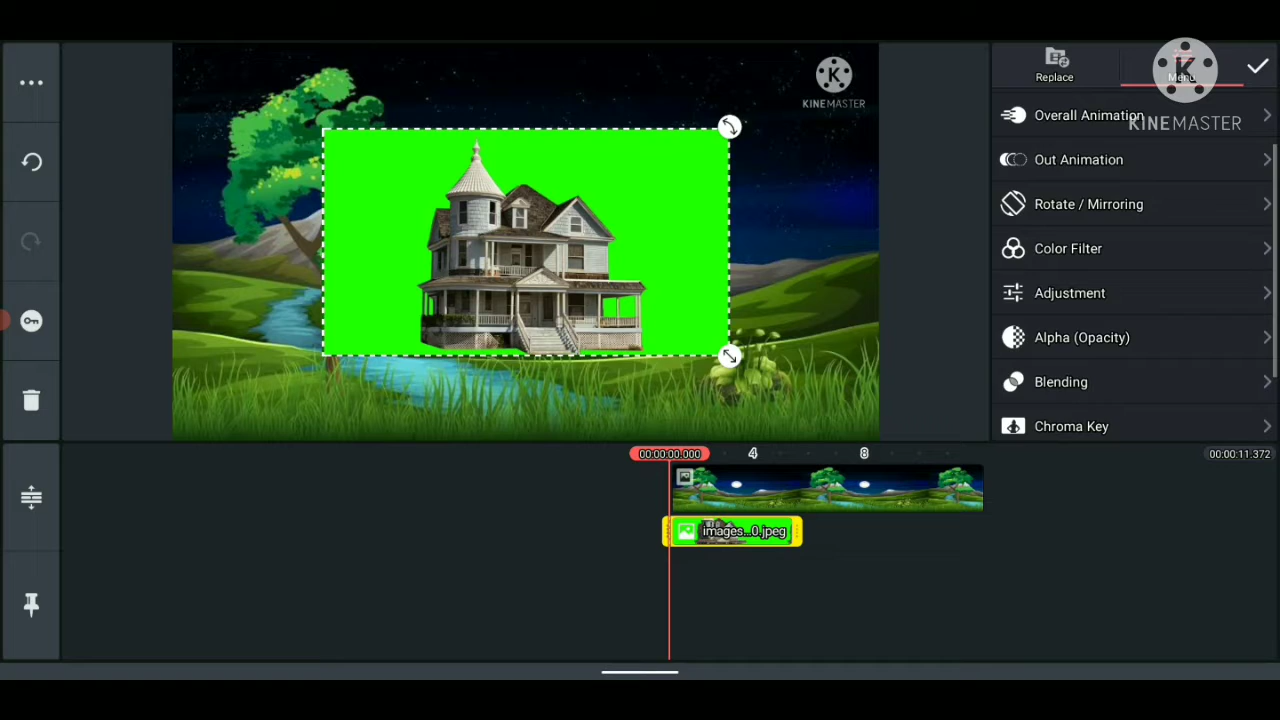 KINEMASTER
Replace
Menu
KINEMASTER
Overall Animation
Out Animation
Rotate / Mirroring
Color Filter
Adjustment
Alpha (Opacity)
Blending
Chroma Key
00:00:00.000
4
8
00:00:11.372
images...0.jpeg